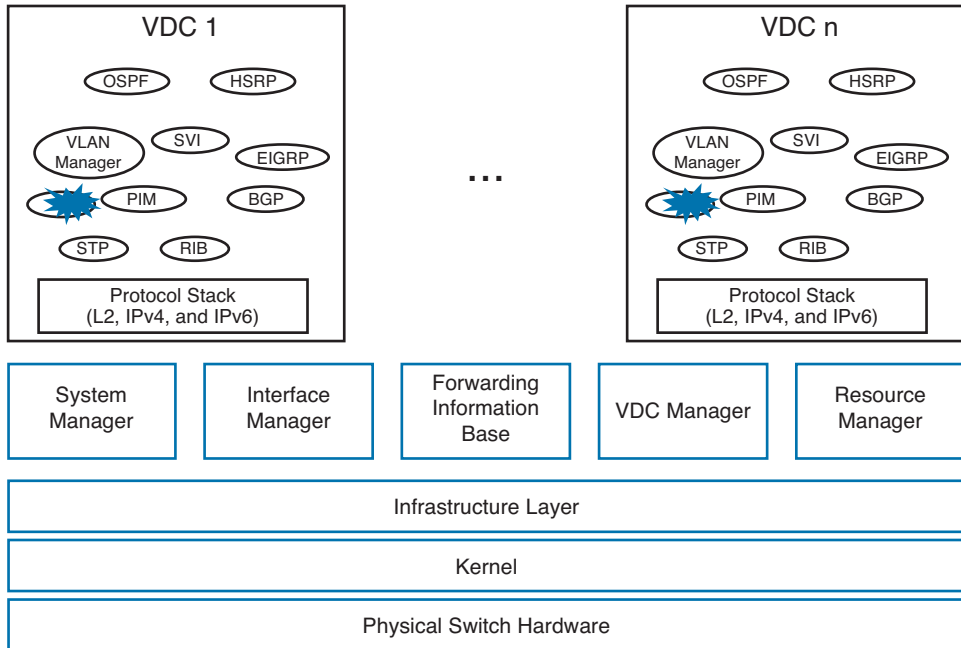 VDC 1
OSPF
HSRP
VLAN
Manager
SVI
EIGRP
PIM
BGP
STP
RIB
Protocol Stack
(L2, IPv4, and IPv6)
...
VDC n
OSPF
HSRP
VLAN
Manager
SVI
EIGRP
PIM
BGP
STP
RIB
Protocol Stack
(L2, IPv4, and IPv6)
System
Manager
Interface
Manager
Forwarding
Information
Base
VDC Manager
Resource
Manager
Infrastructure Layer
Kernel
Physical Switch Hardware